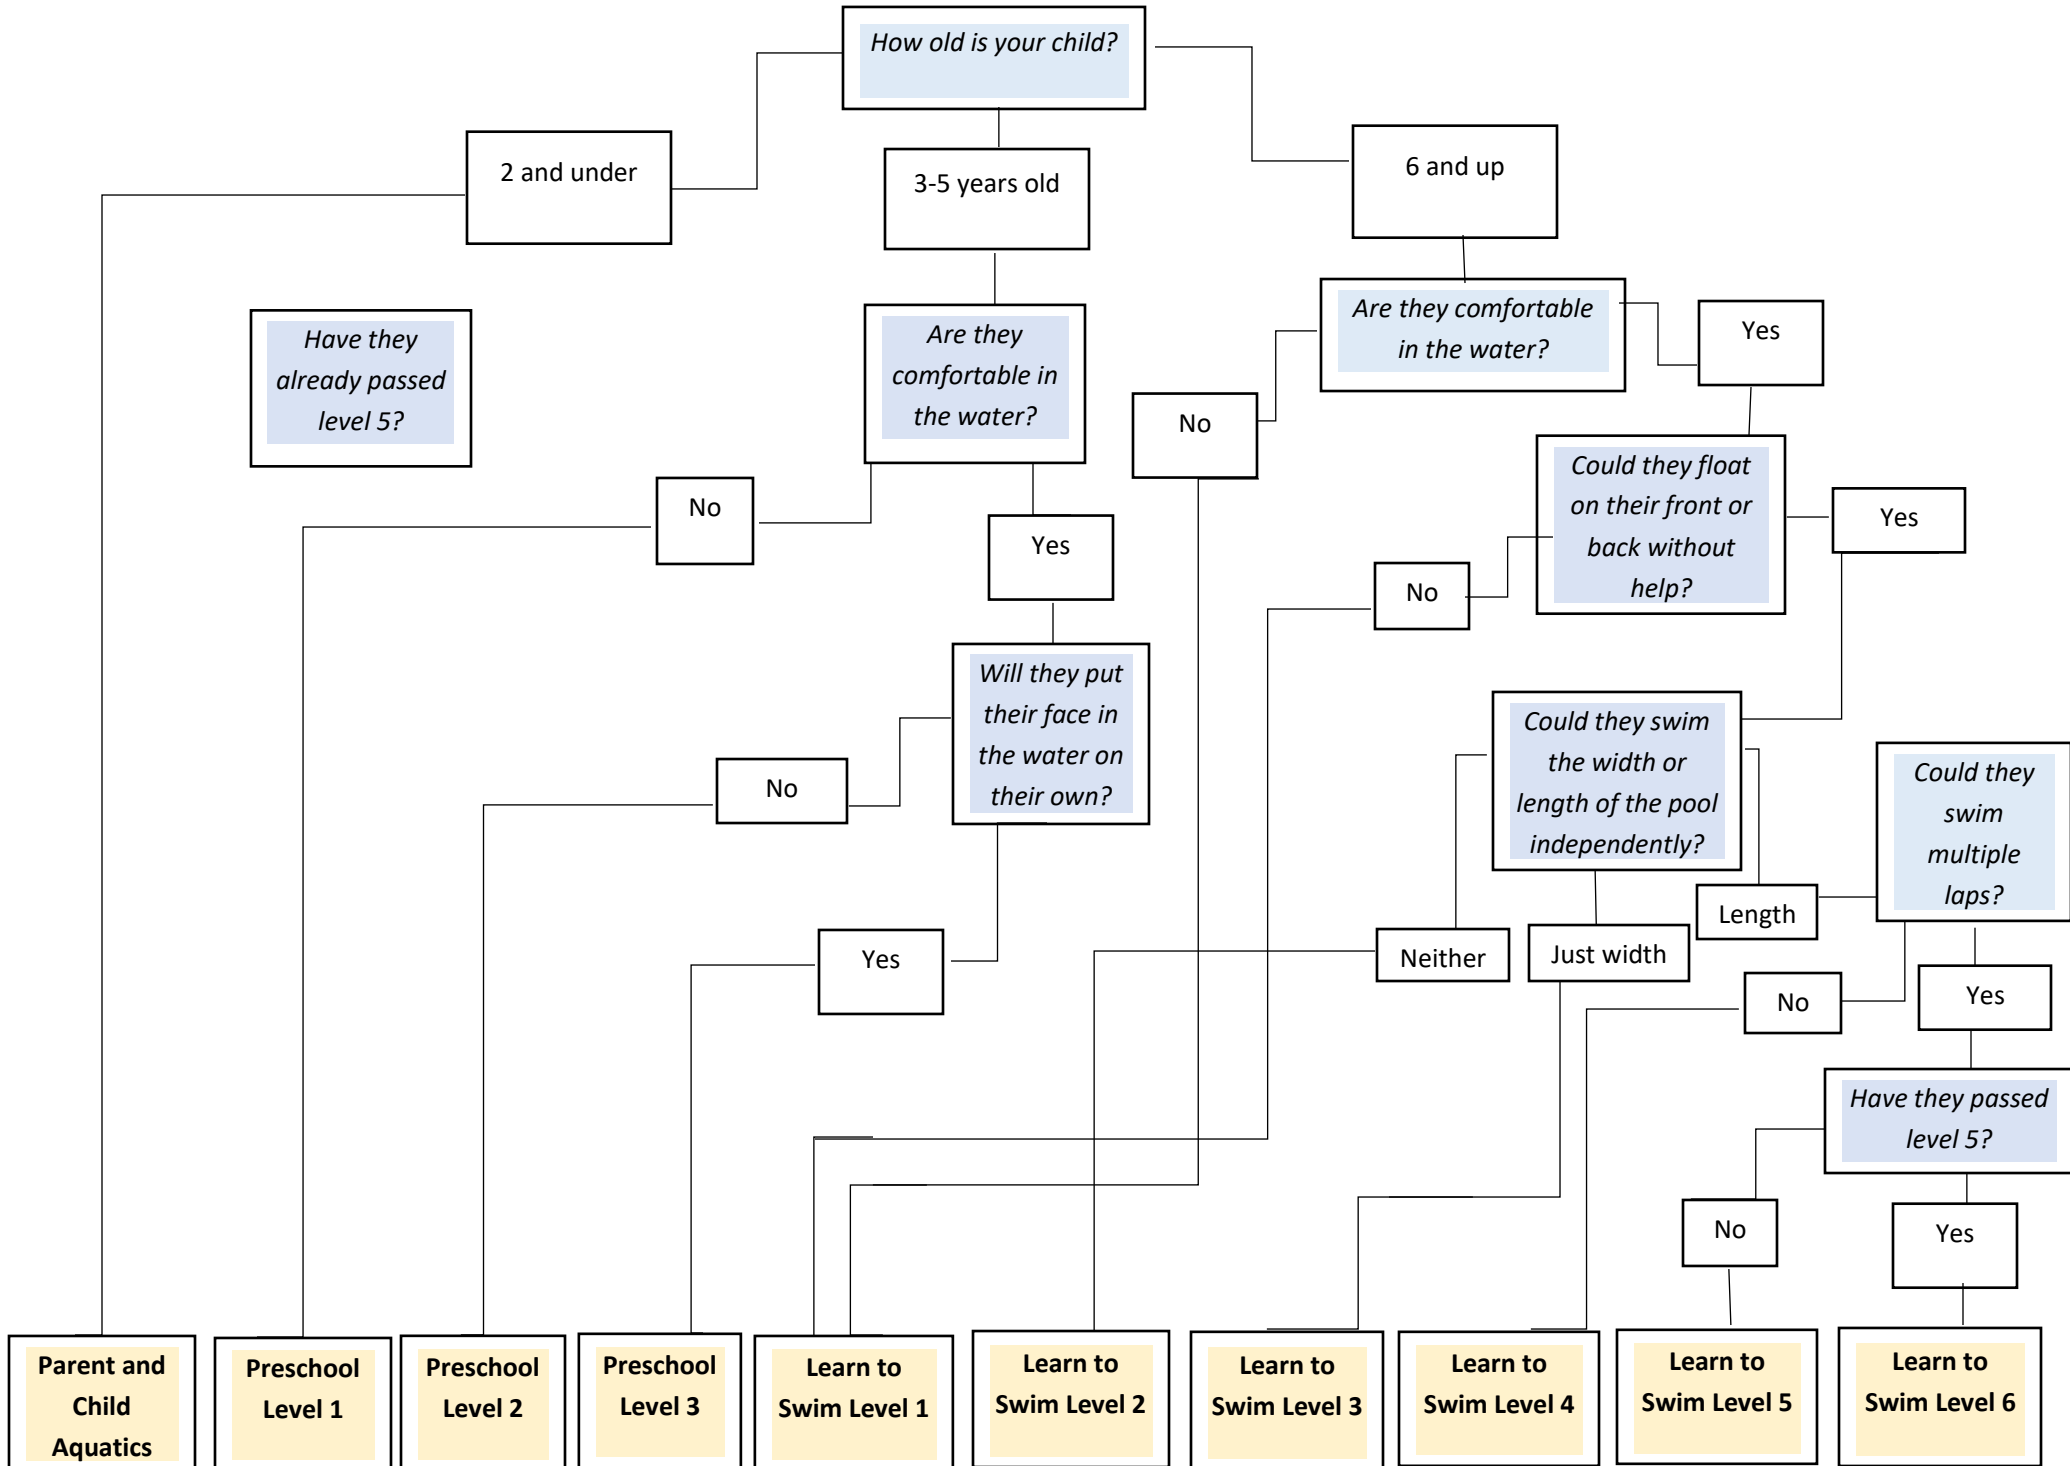 How old is your child?
2 and under
3-5 years old
6 and up
Have they
already passed
level 5?
Are they
comfortable in
the water?
Are they comfortable
in the water?
Yes
No
No
Yes
Could they float
on their front or
back without
help?
Yes
No
Will they put
their face in
the water on
their own?
No
Yes
Could they swim
the width or
length of the pool
independently?
Neither
Just width
Length
Could they
swim
multiple
laps?
No
Yes
Have they passed
level 5?
No
Yes
Parent and
Child
Aquatics
Preschool
Level 1
Preschool
Level 2
Preschool
Level 3
Learn to
Swim Level 1
Learn to
Swim Level 2
Learn to
Swim Level 3
Learn to
Swim Level 4
Learn to
Swim Level 5
Learn to
Swim Level 6